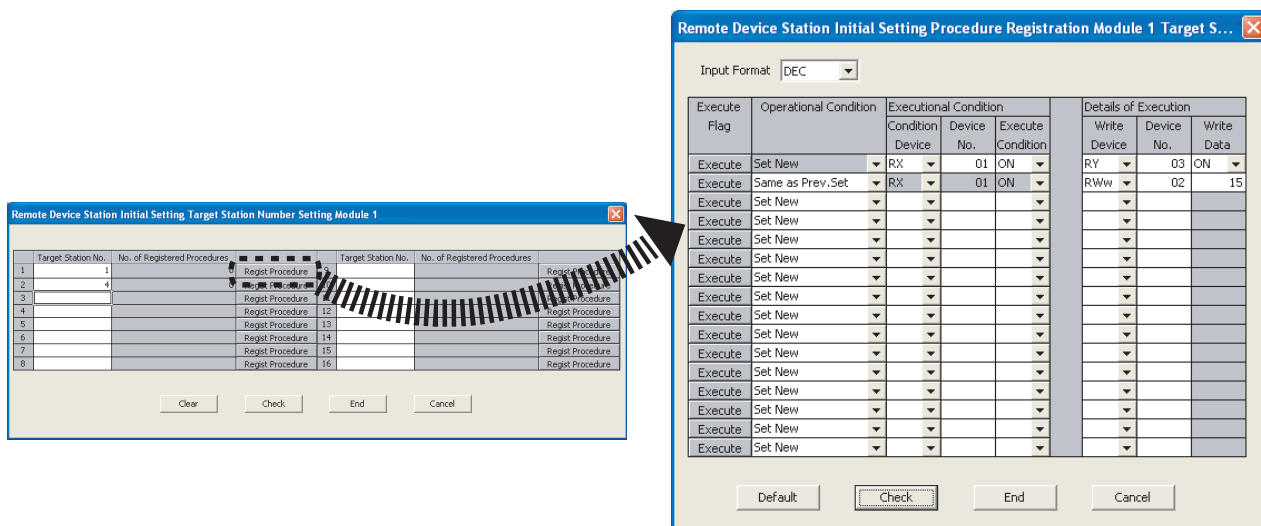 Remote Device Station Initial Setting Procedure Registration Module 1 Target S...
Input Format DEC
Execute Flag Operational Condition Executional Condition Details of Execution
Condition Device Device No. Execute Condition Write Device Device No. Write Data
Execute Set New RX 01 ON RY 03 ON
Execute Same as Prev.Set RX 01 ON RWw 02 15
Execute Set New
Execute Set New
Execute Set New
Execute Set New
Execute Set New
Execute Set New
Execute Set New
Execute Set New
Execute Set New
Execute Set New
Execute Set New
Execute Set New
Execute Set New
Execute Set New
Default Check End Cancel
Remote Device Station Initial Setting Target Station Number Setting Module 1
Target Station No. No. of Registered Procedures Target Station No. No. of Registered Procedures
1 1 0 Regist Procedure 9 Regist Procedure
2 4 0 Regist Procedure 10 Regist Procedure
3 Regist Procedure Regist Procedure
4 Regist Procedure 12 Regist Procedure
5 Regist Procedure 13 Regist Procedure
6 Regist Procedure 14 Regist Procedure
7 Regist Procedure 15 Regist Procedure
8 Regist Procedure 16 Regist Procedure
Clear Check End Cancel